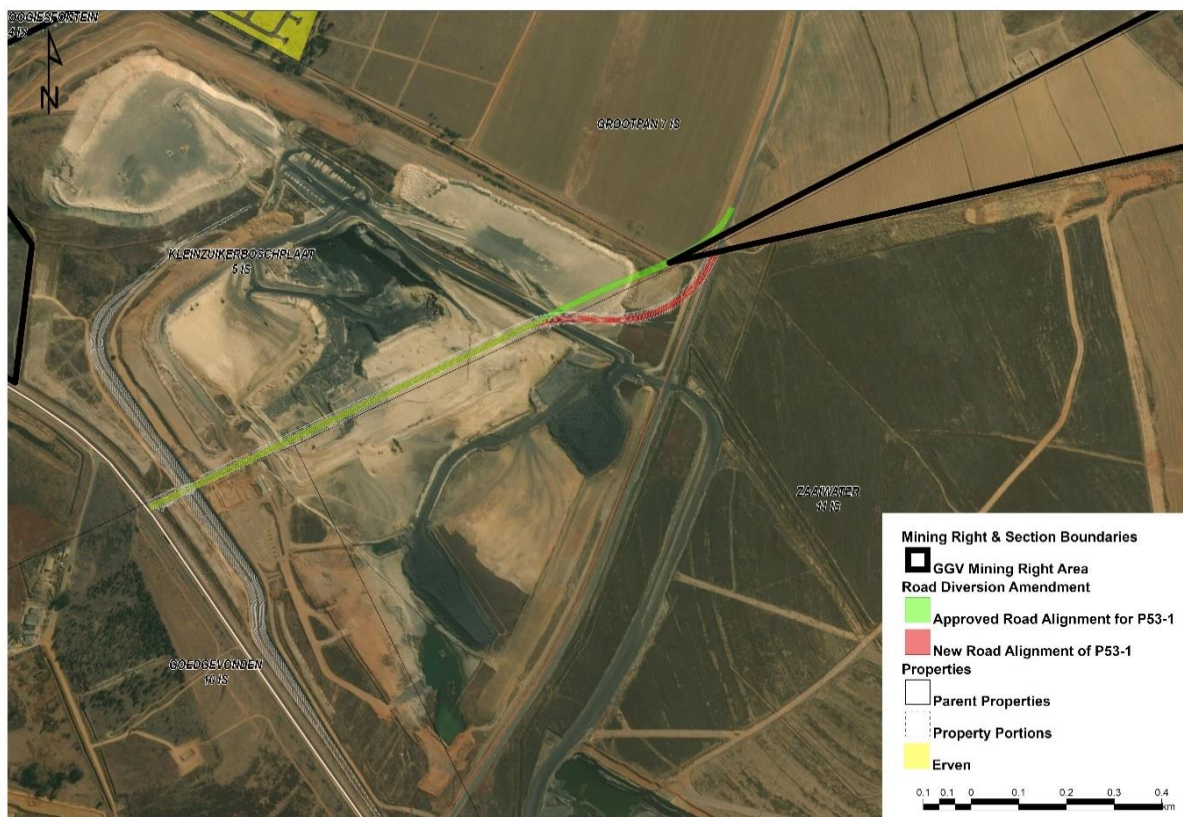 OOGIESFONTEIN
4 IS
N
GROOTPAN 7 IS
KLEINZUIKERBOSCHPLAAT
5 IS
ZAAIWATER
11 IS
GOEDGEVONDEN
10 IS
Mining Right & Section Boundaries
GGV Mining Right Area
Road Diversion Amendment
Approved Road Alignment for P53-1
New Road Alignment of P53-1
Properties
Parent Properties
Property Portions
Erven
0.1 0.1 0 0.1 0.2 0.3 0.4
km